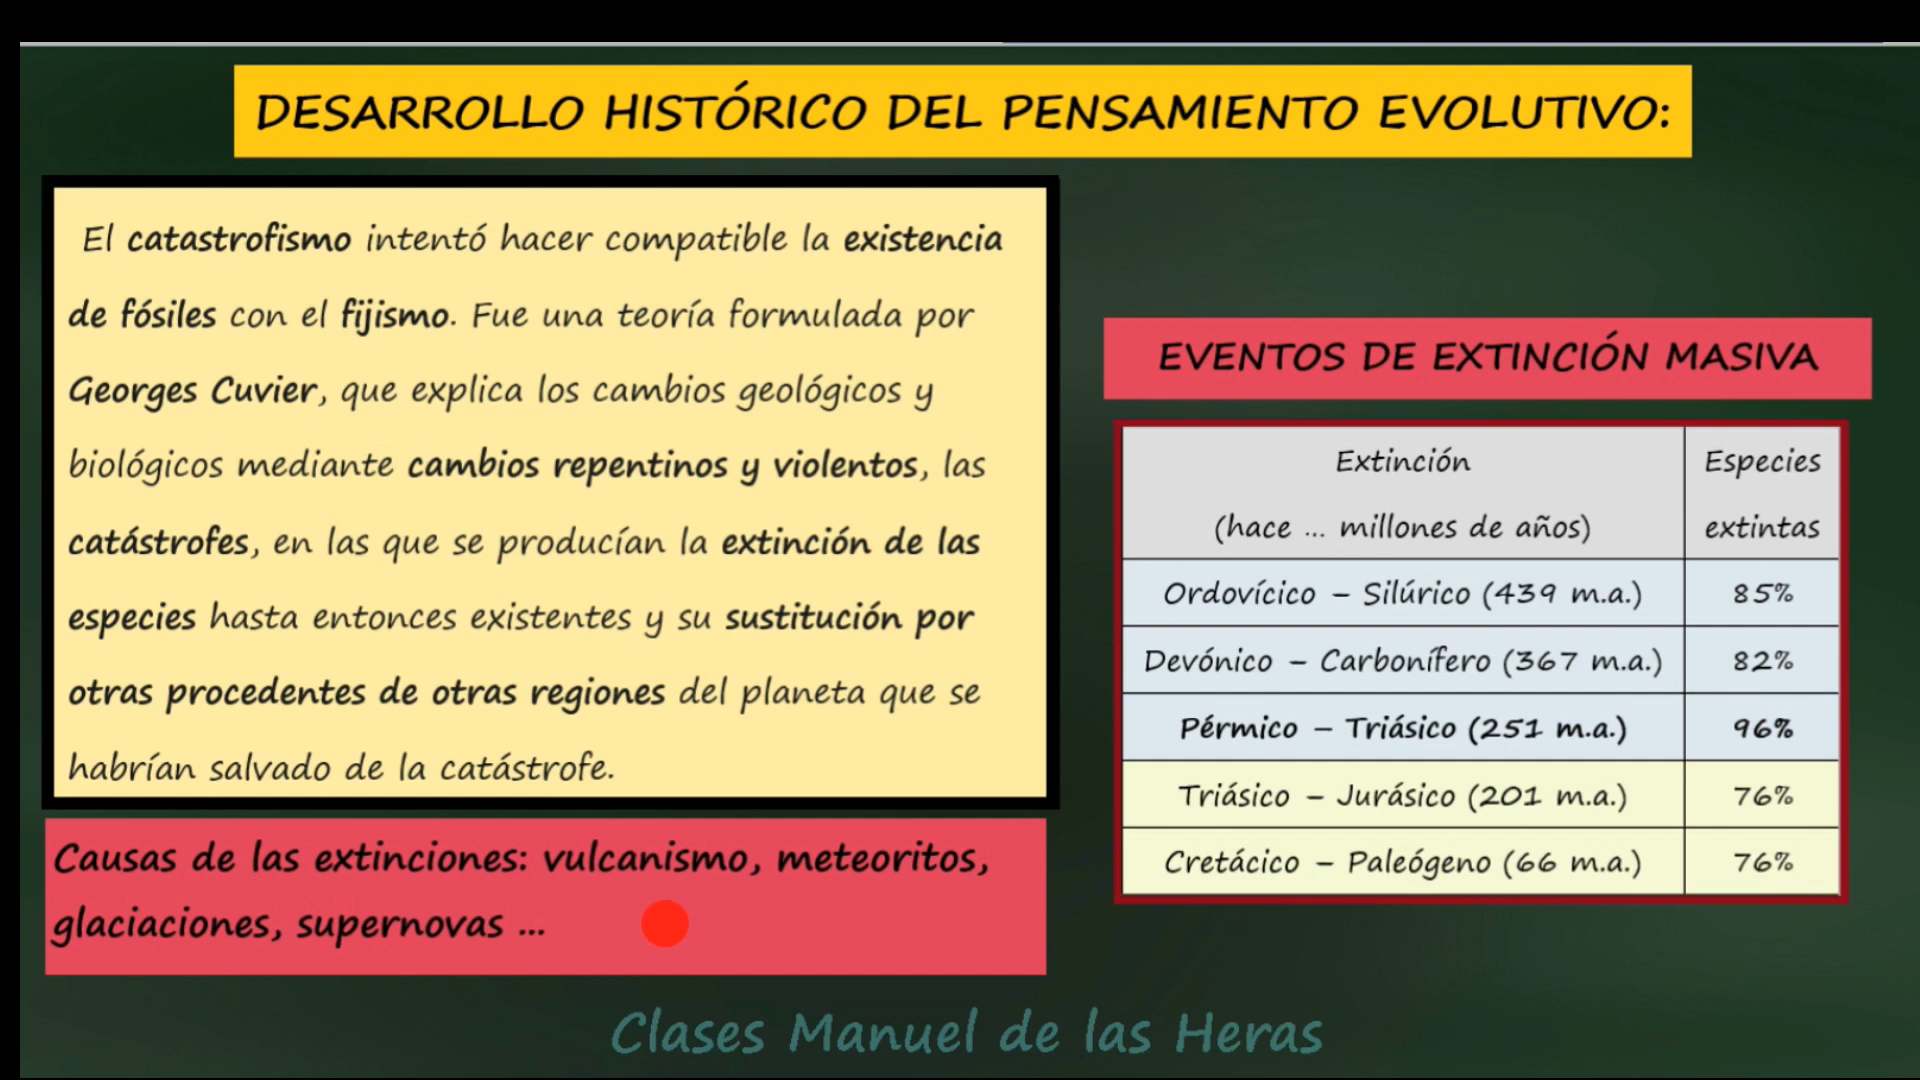 DESARROLLO HISTÓRICO DEL PENSAMIENTO EVOLUTIVO:
El catastrofismo intentó hacer compatible la existencia
de fósiles con el fijismo. Fue una teoría formulada por
Georges Cuvier, que explica los cambios geológicos y
biológicos mediante cambios repentinos y violentos, las
catástrofes, en las que se producían la extinción de las
especies hasta entonces existentes y su sustitución por
otras procedentes de otras regiones del planeta que se
habrían salvado de la catástrofe.
Causas de las extinciones: vulcanismo, meteoritos,
glaciaciones, supernovas ...
EVENTOS DE EXTINCIÓN MASIVA
Extinción Especies
(hace ... millones de años) extintas
Ordovícico – Silúrico (439 m.a.) 85%
Devónico – Carbonífero (367 m.a.) 82%
Pérmico – Triásico (251 m.a.) 96%
Triásico – Jurásico (201 m.a.) 76%
Cretácico – Paleógeno (66 m.a.) 76%
Clases Manuel de las Heras